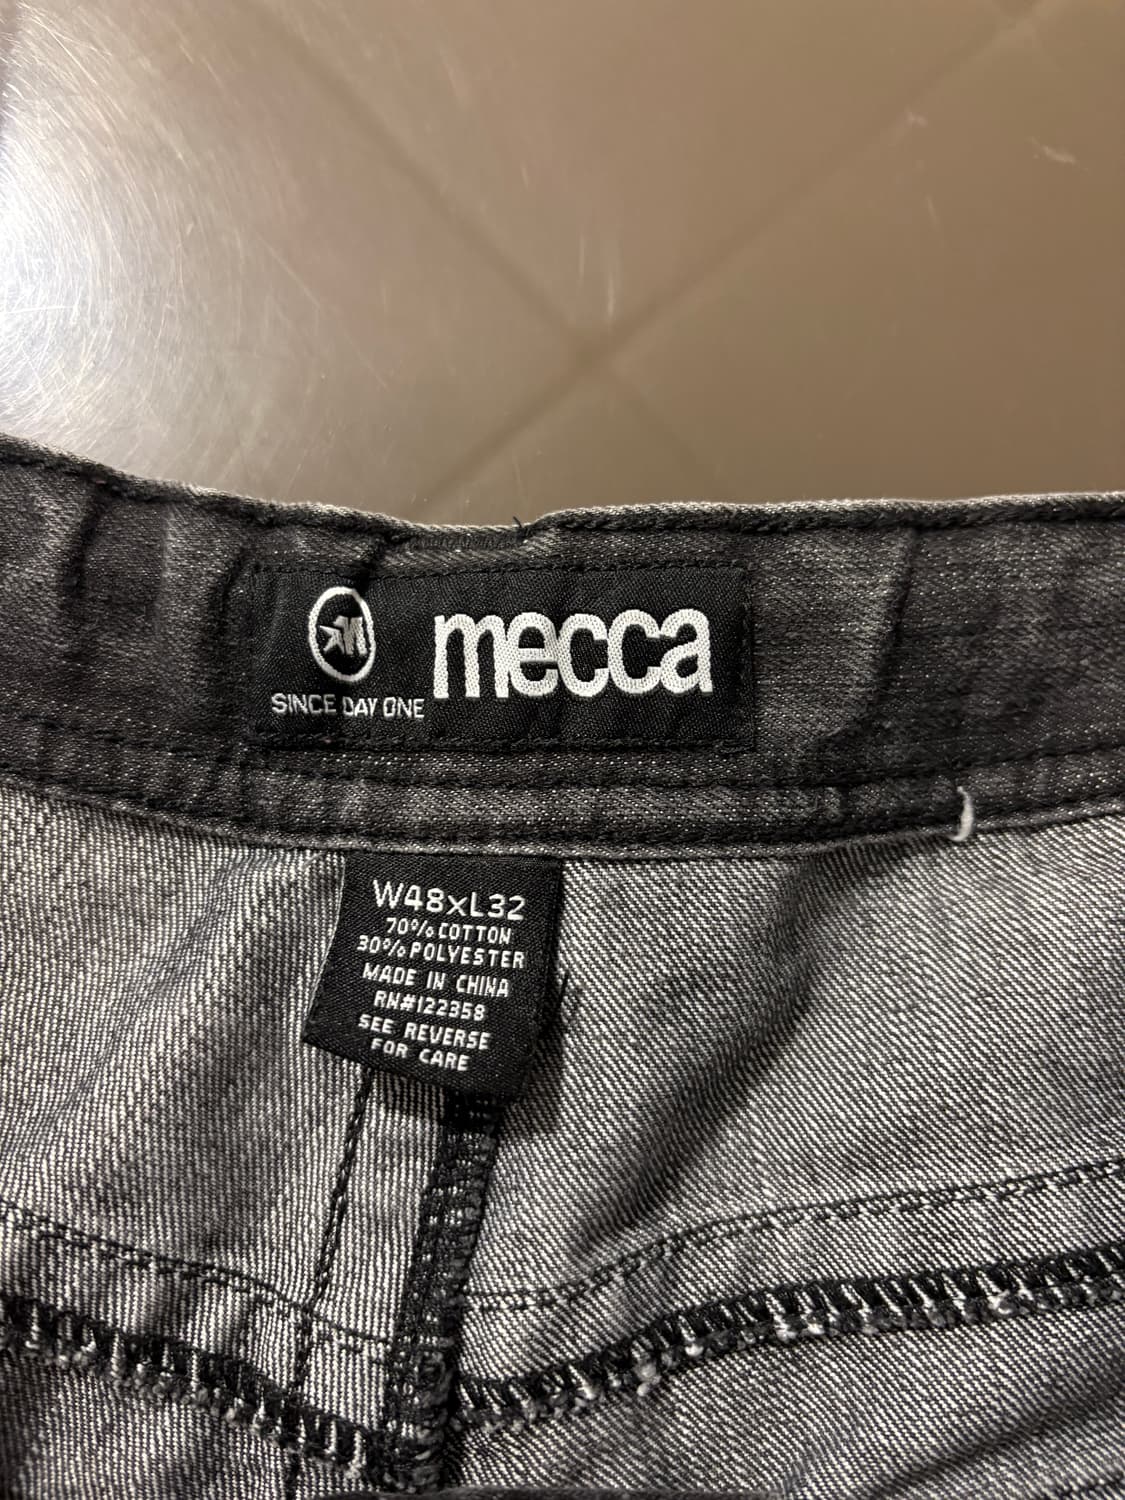 mecca
SINCE DAY ONE
W48xL32
70% COTTON
30% POLYESTER
MADE IN CHINA
RN#122358
SEE REVERSE
FOR CARE